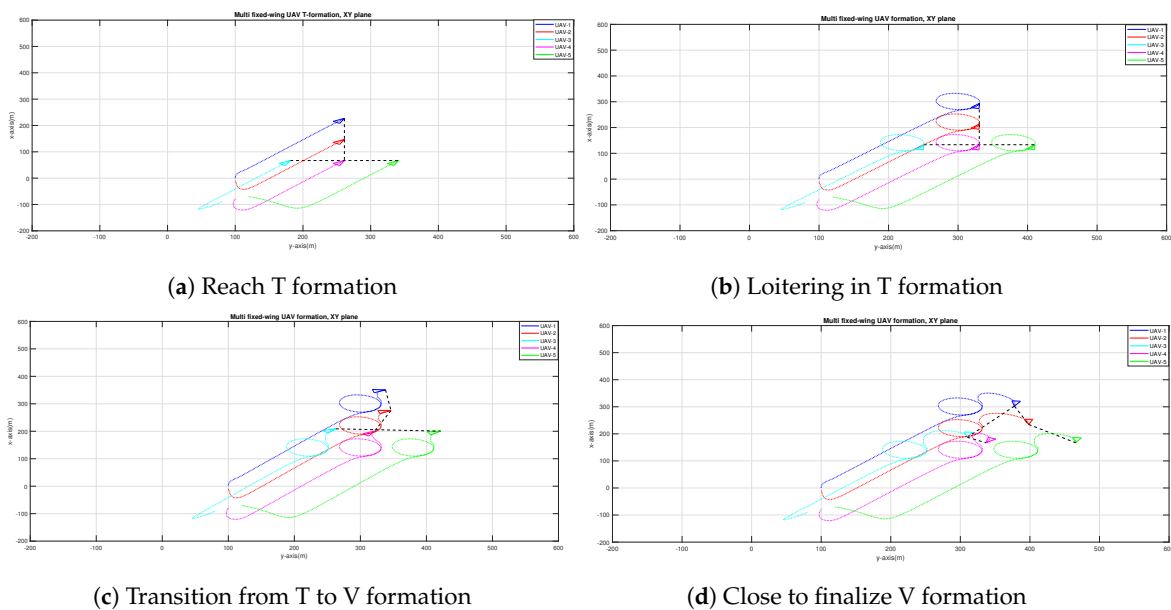 Multi fixed-wing UAV T-formation, XY plane
600
500
400
300
200
100
0
-100
-200
x-axis(m)
-200
-100
0
100
200
300
400
500
600
y-axis(m)
UAV-1
UAV-2
UAV-3
UAV-4
UAV-5
(a) Reach T formation
Multi fixed-wing UAV formation, XY plane
600
500
400
300
200
100
0
-100
-200
x-axis(m)
-200
-100
0
100
200
300
400
500
600
y-axis(m)
UAV-1
UAV-2
UAV-3
UAV-4
UAV-5
(b) Loitering in T formation
Multi fixed-wing UAV formation, XY plane
600
500
400
300
200
100
0
-100
-200
x-axis(m)
-200
-100
0
100
200
300
400
500
600
y-axis(m)
UAV-1
UAV-2
UAV-3
UAV-4
UAV-5
(c) Transition from T to V formation
Multi fixed-wing UAV formation, XY plane
600
500
400
300
200
100
0
-100
-200
x-axis(m)
-200
-100
0
100
200
300
400
500
600
y-axis(m)
UAV-1
UAV-2
UAV-3
UAV-4
UAV-5
(d) Close to finalize V formation